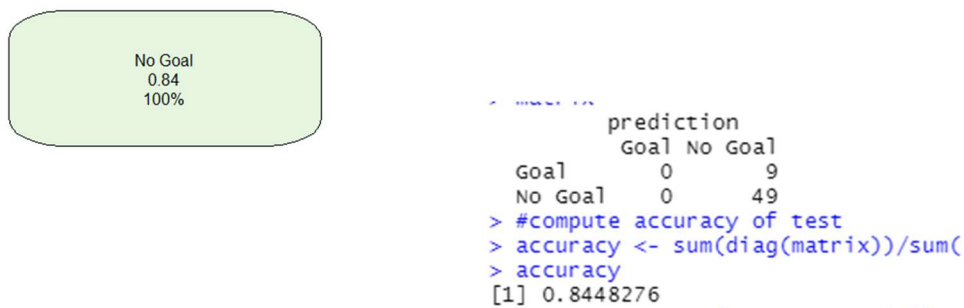 No Goal
0.84
100%
> matrix
prediction
Goal No Goal
Goal 0 9
No Goal 0 49
> #compute accuracy of test
> accuracy <- sum(diag(matrix))/sum(
> accuracy
[1] 0.8448276